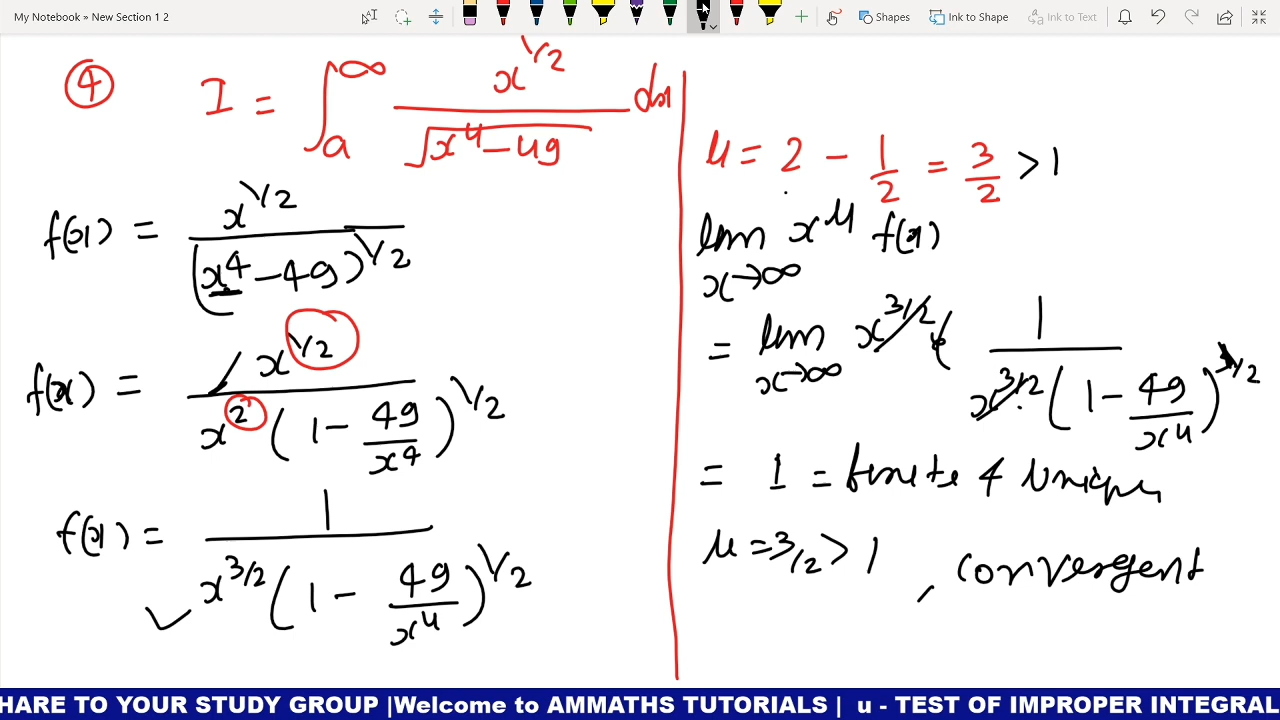 My Notebook » New Section 1 2
Shapes
Ink to Shape
Ink to Text
④ I = ∫ₐ^∞ x^1/2 / √(x⁴ - 49) dx
f(x) = x^1/2 / (x⁴ - 49)^1/2
f(x) = x^1/2 / x² (1 - 49/x⁴)^1/2
f(x) = 1 / x^3/2 (1 - 49/x⁴)^1/2
μ = 2 - 1/2 = 3/2 > 1
lim x→∞ x^μ f(x)
= lim x→∞ x^3/2 ( 1 / x^3/2 (1 - 49/x⁴)^1/2
= 1 = finite & unique
μ = 3/2 > 1 , convergent
HARE TO YOUR STUDY GROUP |Welcome to AMMATHS TUTORIALS | u - TEST OF IMPROPER INTEGRAL